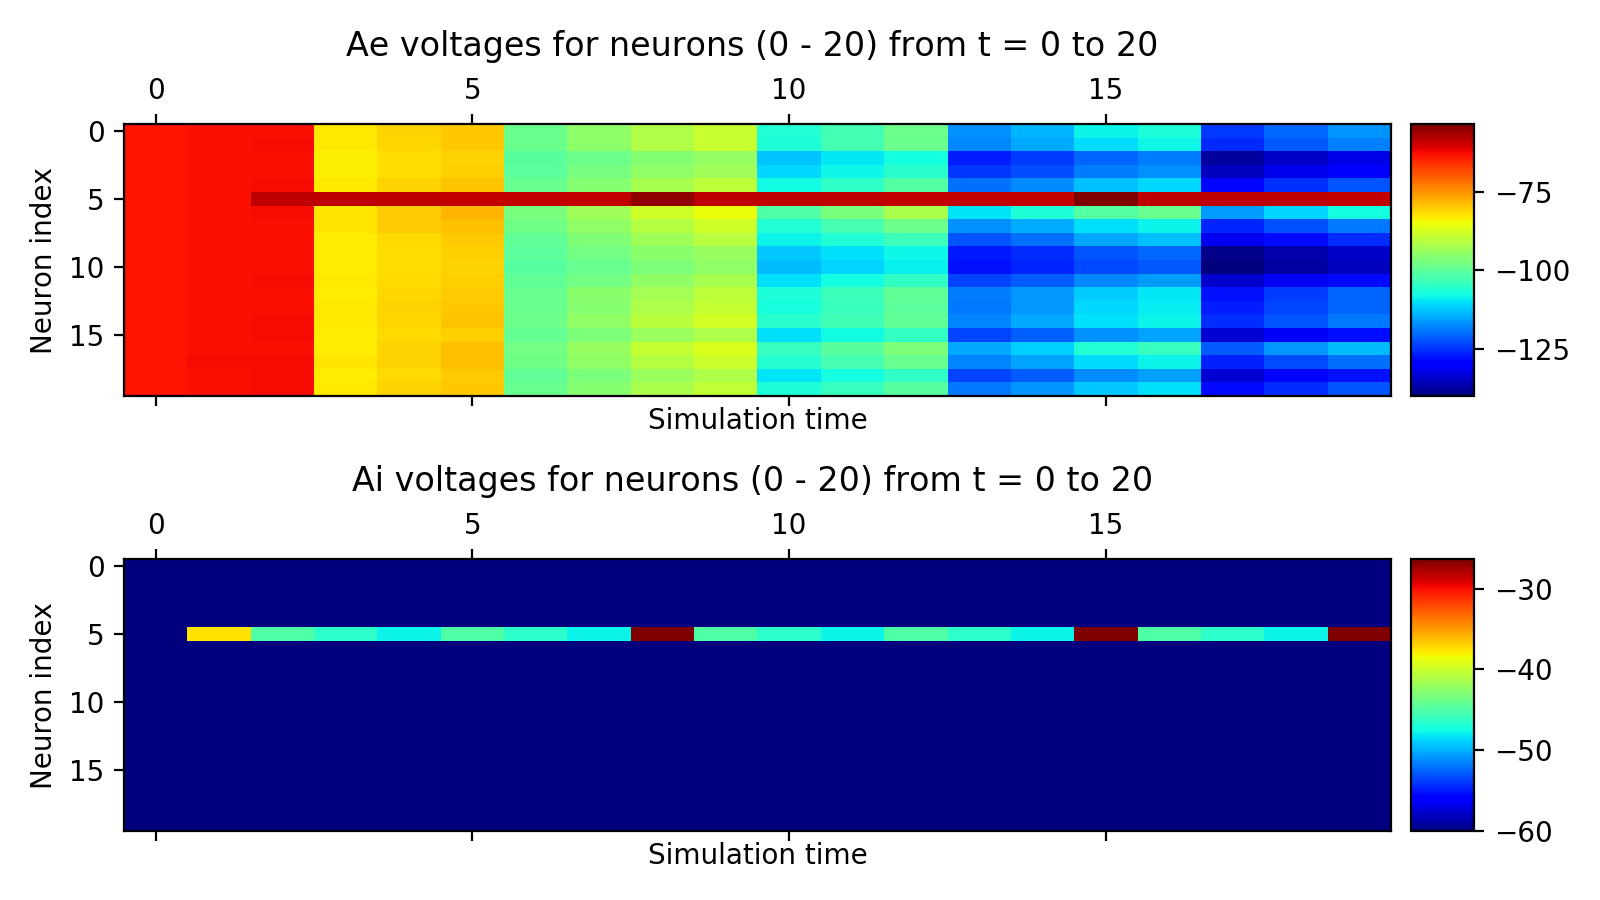 Ae voltages for neurons (0 - 20) from t = 0 to 20
0 5 10 15
0
5
10
15
Neuron index
Simulation time
−75
−100
−125
Ai voltages for neurons (0 - 20) from t = 0 to 20
0 5 10 15
0
5
10
15
Neuron index
Simulation time
−30
−40
−50
−60